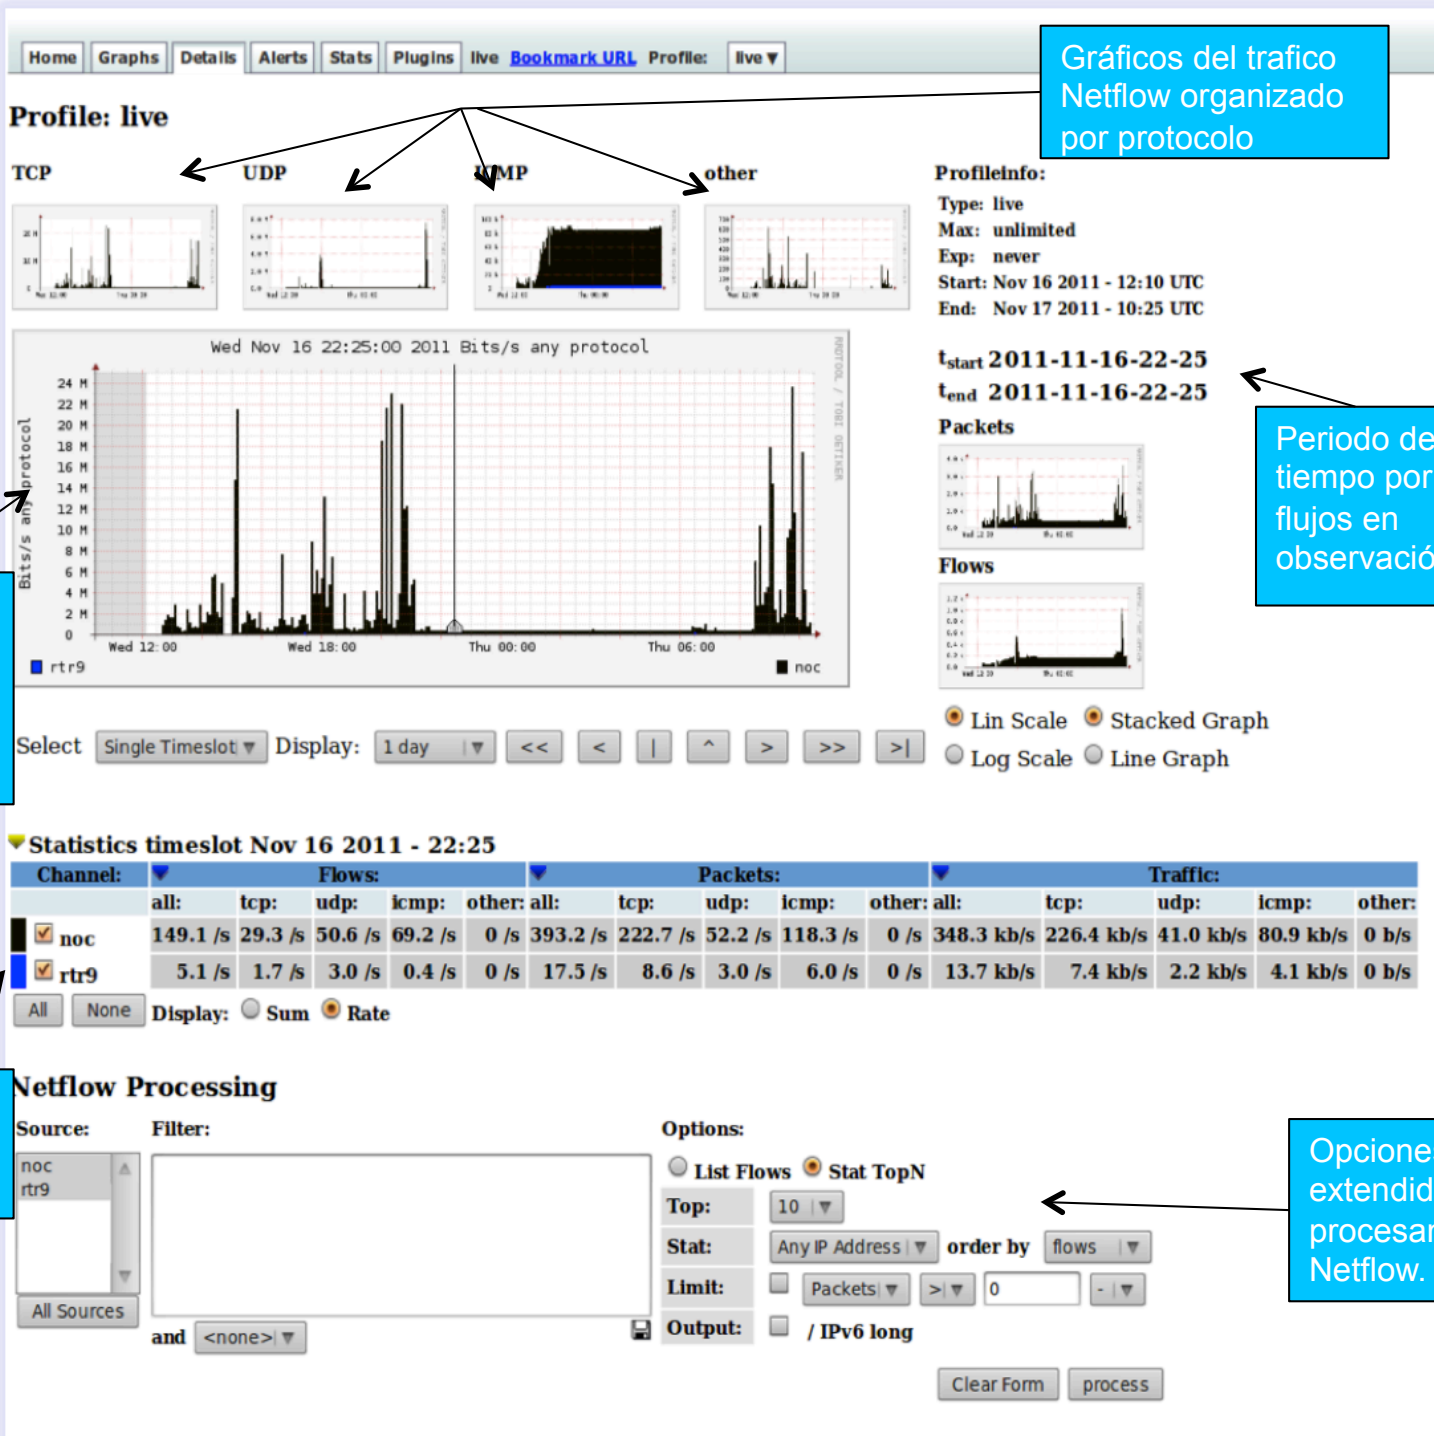 Home Graphs Details Alerts Stats Plugins live Bookmark URL Profile: live
Gráficos del trafico
Netflow organizado
por protocolo
Profile: live
TCP UDP other
Profileinfo:
Type: live
Max: unlimited
Exp: never
Start: Nov 16 2011 - 12:10 UTC
End: Nov 17 2011 - 10:25 UTC
tstart 2011-11-16-22-25
tend 2011-11-16-22-25
Wed Nov 16 22:25:00 2011 Bits/s any protocol
RRDTOOL / TOBI OETIKER
Bits/s any protocol
24 M
22 M
20 M
18 M
16 M
14 M
12 M
10 M
8 M
6 M
4 M
2 M
0
Wed 12:00 Wed 18:00 Thu 00:00 Thu 06:00
rtr9 noc
Packets
Flows
Periodo de
tiempo por
flujos en
observació
Lin Scale Stacked Graph
Log Scale Line Graph
Select Single Timeslot Display: 1 day << < | ^ > >> >|
Statistics timeslot Nov 16 2011 - 22:25
Channel: Flows: Packets: Traffic:
all: tcp: udp: icmp: other: all: tcp: udp: icmp: other: all: tcp: udp: icmp: other:
noc 149.1 /s 29.3 /s 50.6 /s 69.2 /s 0 /s 393.2 /s 222.7 /s 52.2 /s 118.3 /s 0 /s 348.3 kb/s 226.4 kb/s 41.0 kb/s 80.9 kb/s 0 b/s
rtr9 5.1 /s 1.7 /s 3.0 /s 0.4 /s 0 /s 17.5 /s 8.6 /s 3.0 /s 6.0 /s 0 /s 13.7 kb/s 7.4 kb/s 2.2 kb/s 4.1 kb/s 0 b/s
All None Display: Sum Rate
Netflow Processing
Source: Filter: Options:
noc
rtr9
All Sources
and <none>
List Flows Stat TopN
Top: 10
Stat: Any IP Address order by flows
Limit: Packets > 0 -
Output: / IPv6 long
Clear Form process
Opciones
extendid
procesar
Netflow.